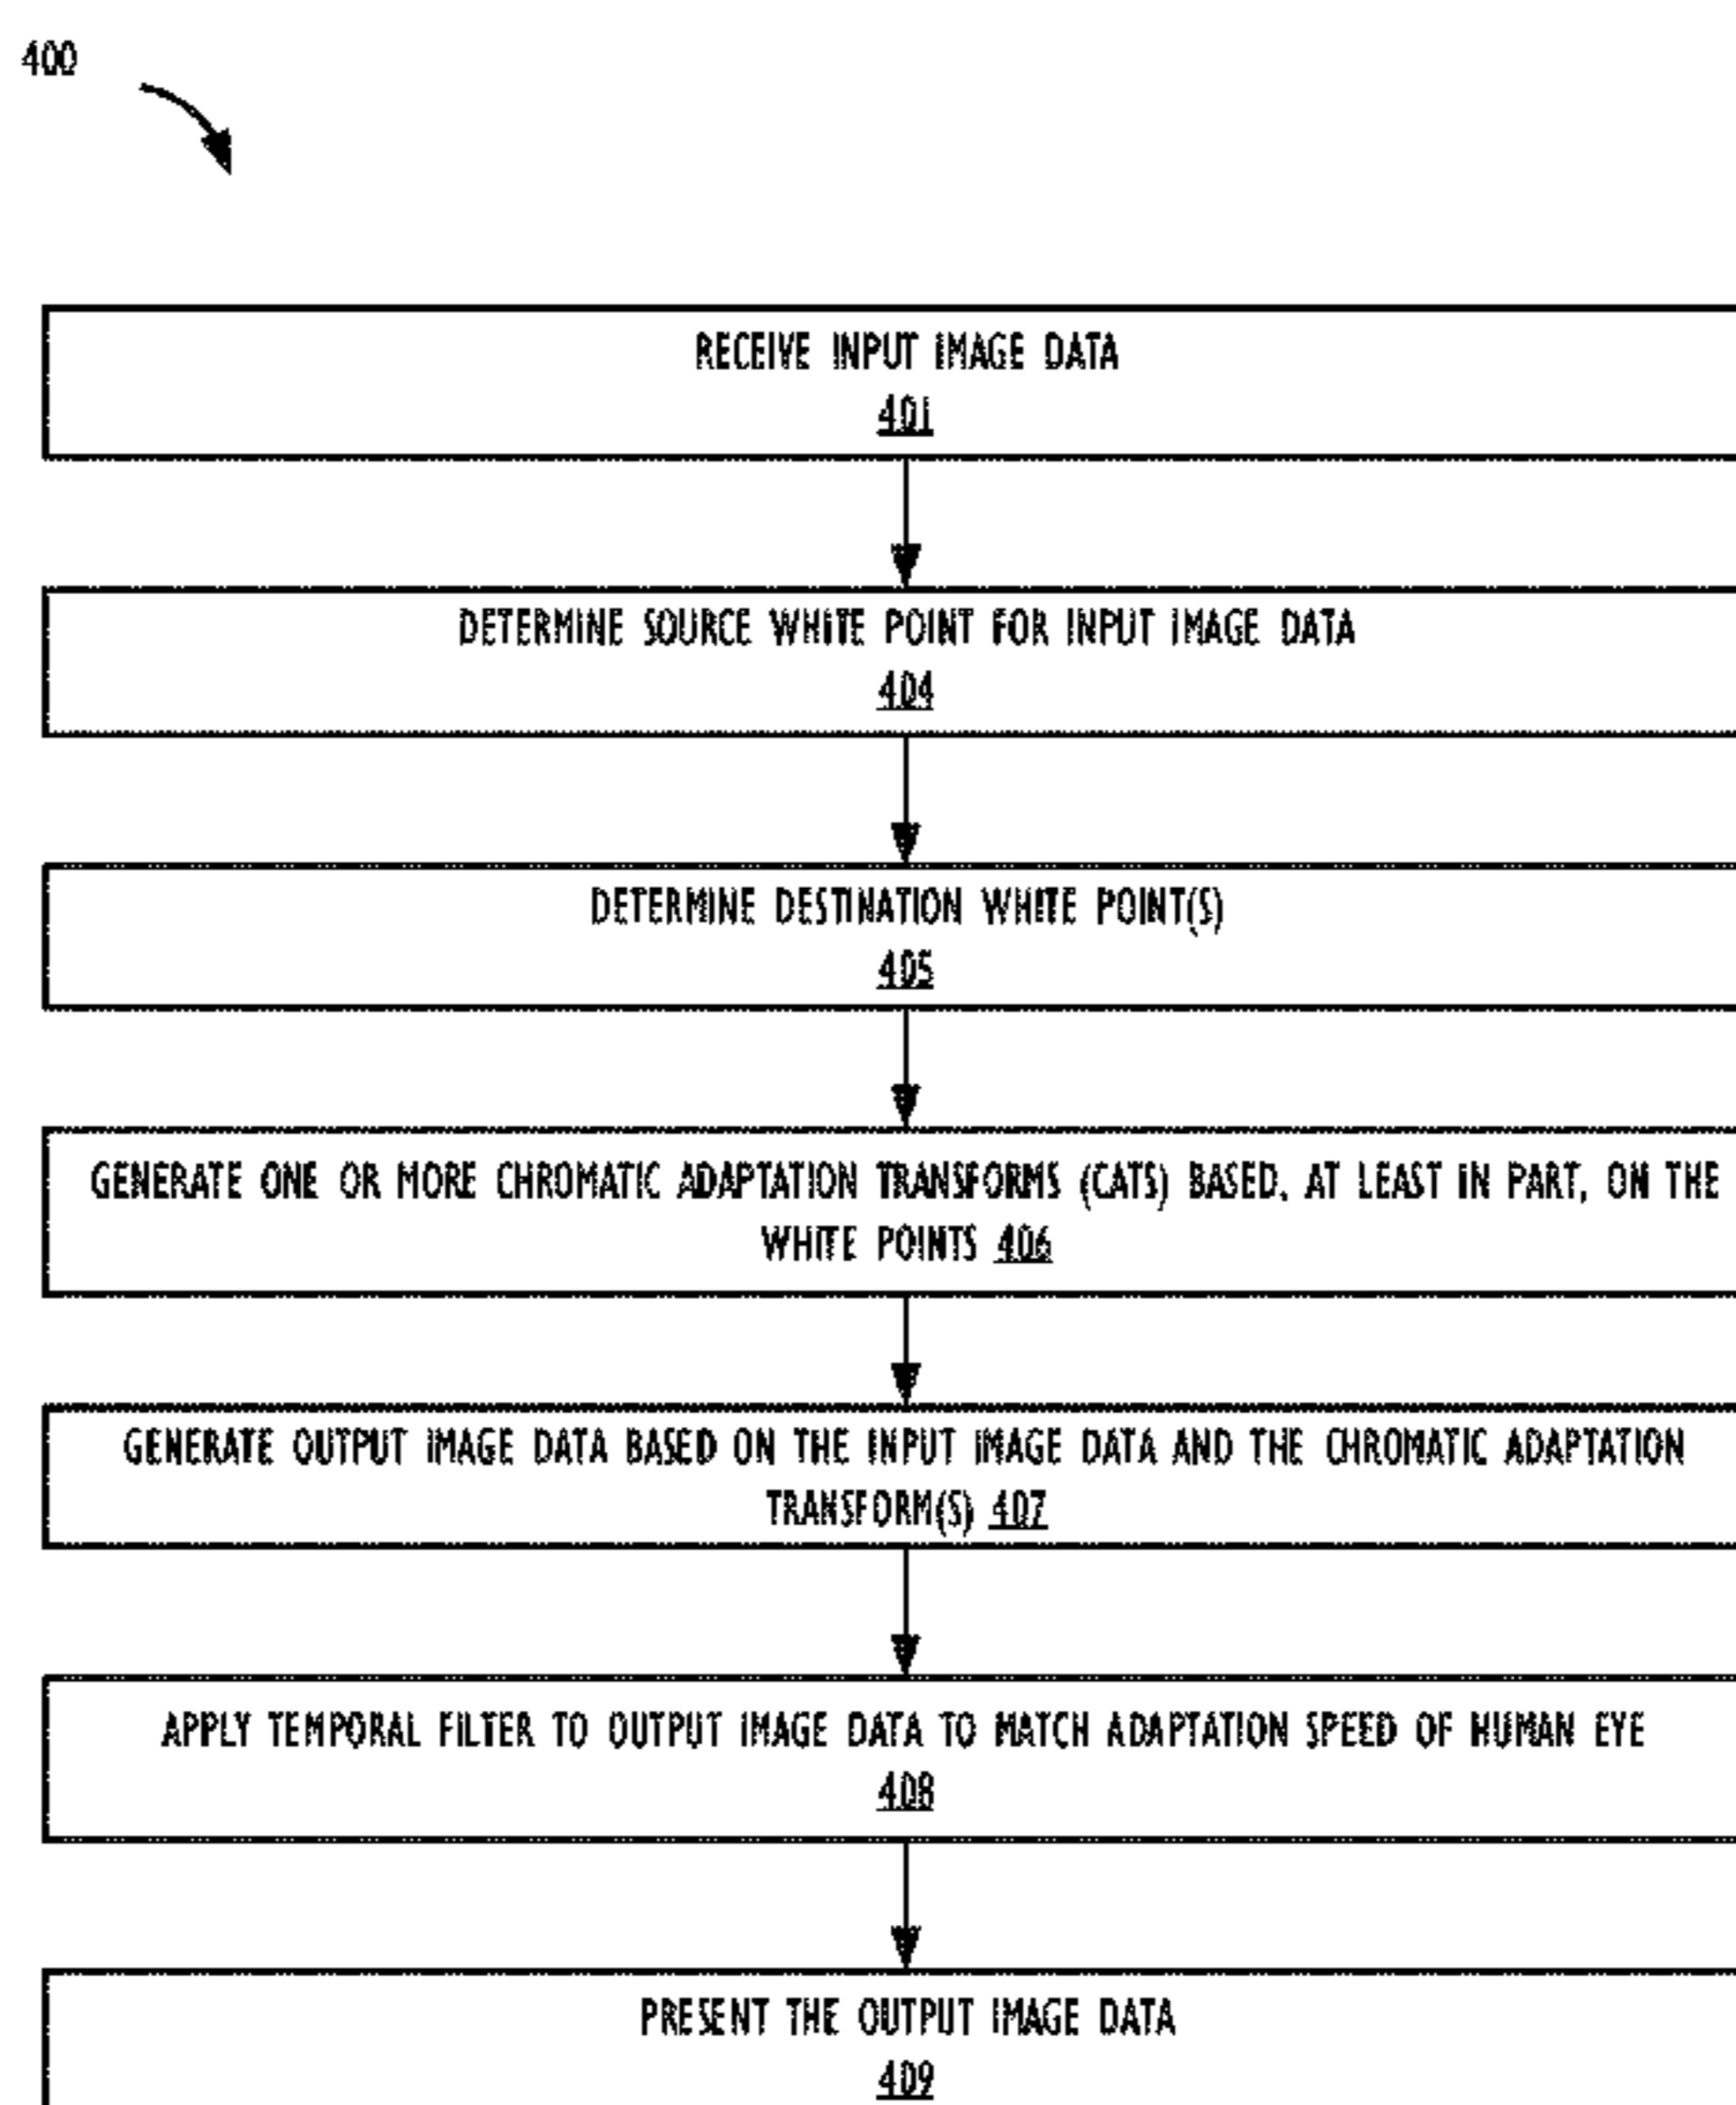 400
RECEIVE INPUT IMAGE DATA
401
DETERMINE SOURCE WHITE POINT FOR INPUT IMAGE DATA
404
DETERMINE DESTINATION WHITE POINT(S)
405
GENERATE ONE OR MORE CHROMATIC ADAPTATION TRANSFORMS (CATS) BASED, AT LEAST IN PART, ON THE
WHITE POINTS 406
GENERATE OUTPUT IMAGE DATA BASED ON THE INPUT IMAGE DATA AND THE CHROMATIC ADAPTATION
TRANSFORM(S) 407
APPLY TEMPORAL FILTER TO OUTPUT IMAGE DATA TO MATCH ADAPTATION SPEED OF HUMAN EYE
408
PRESENT THE OUTPUT IMAGE DATA
409